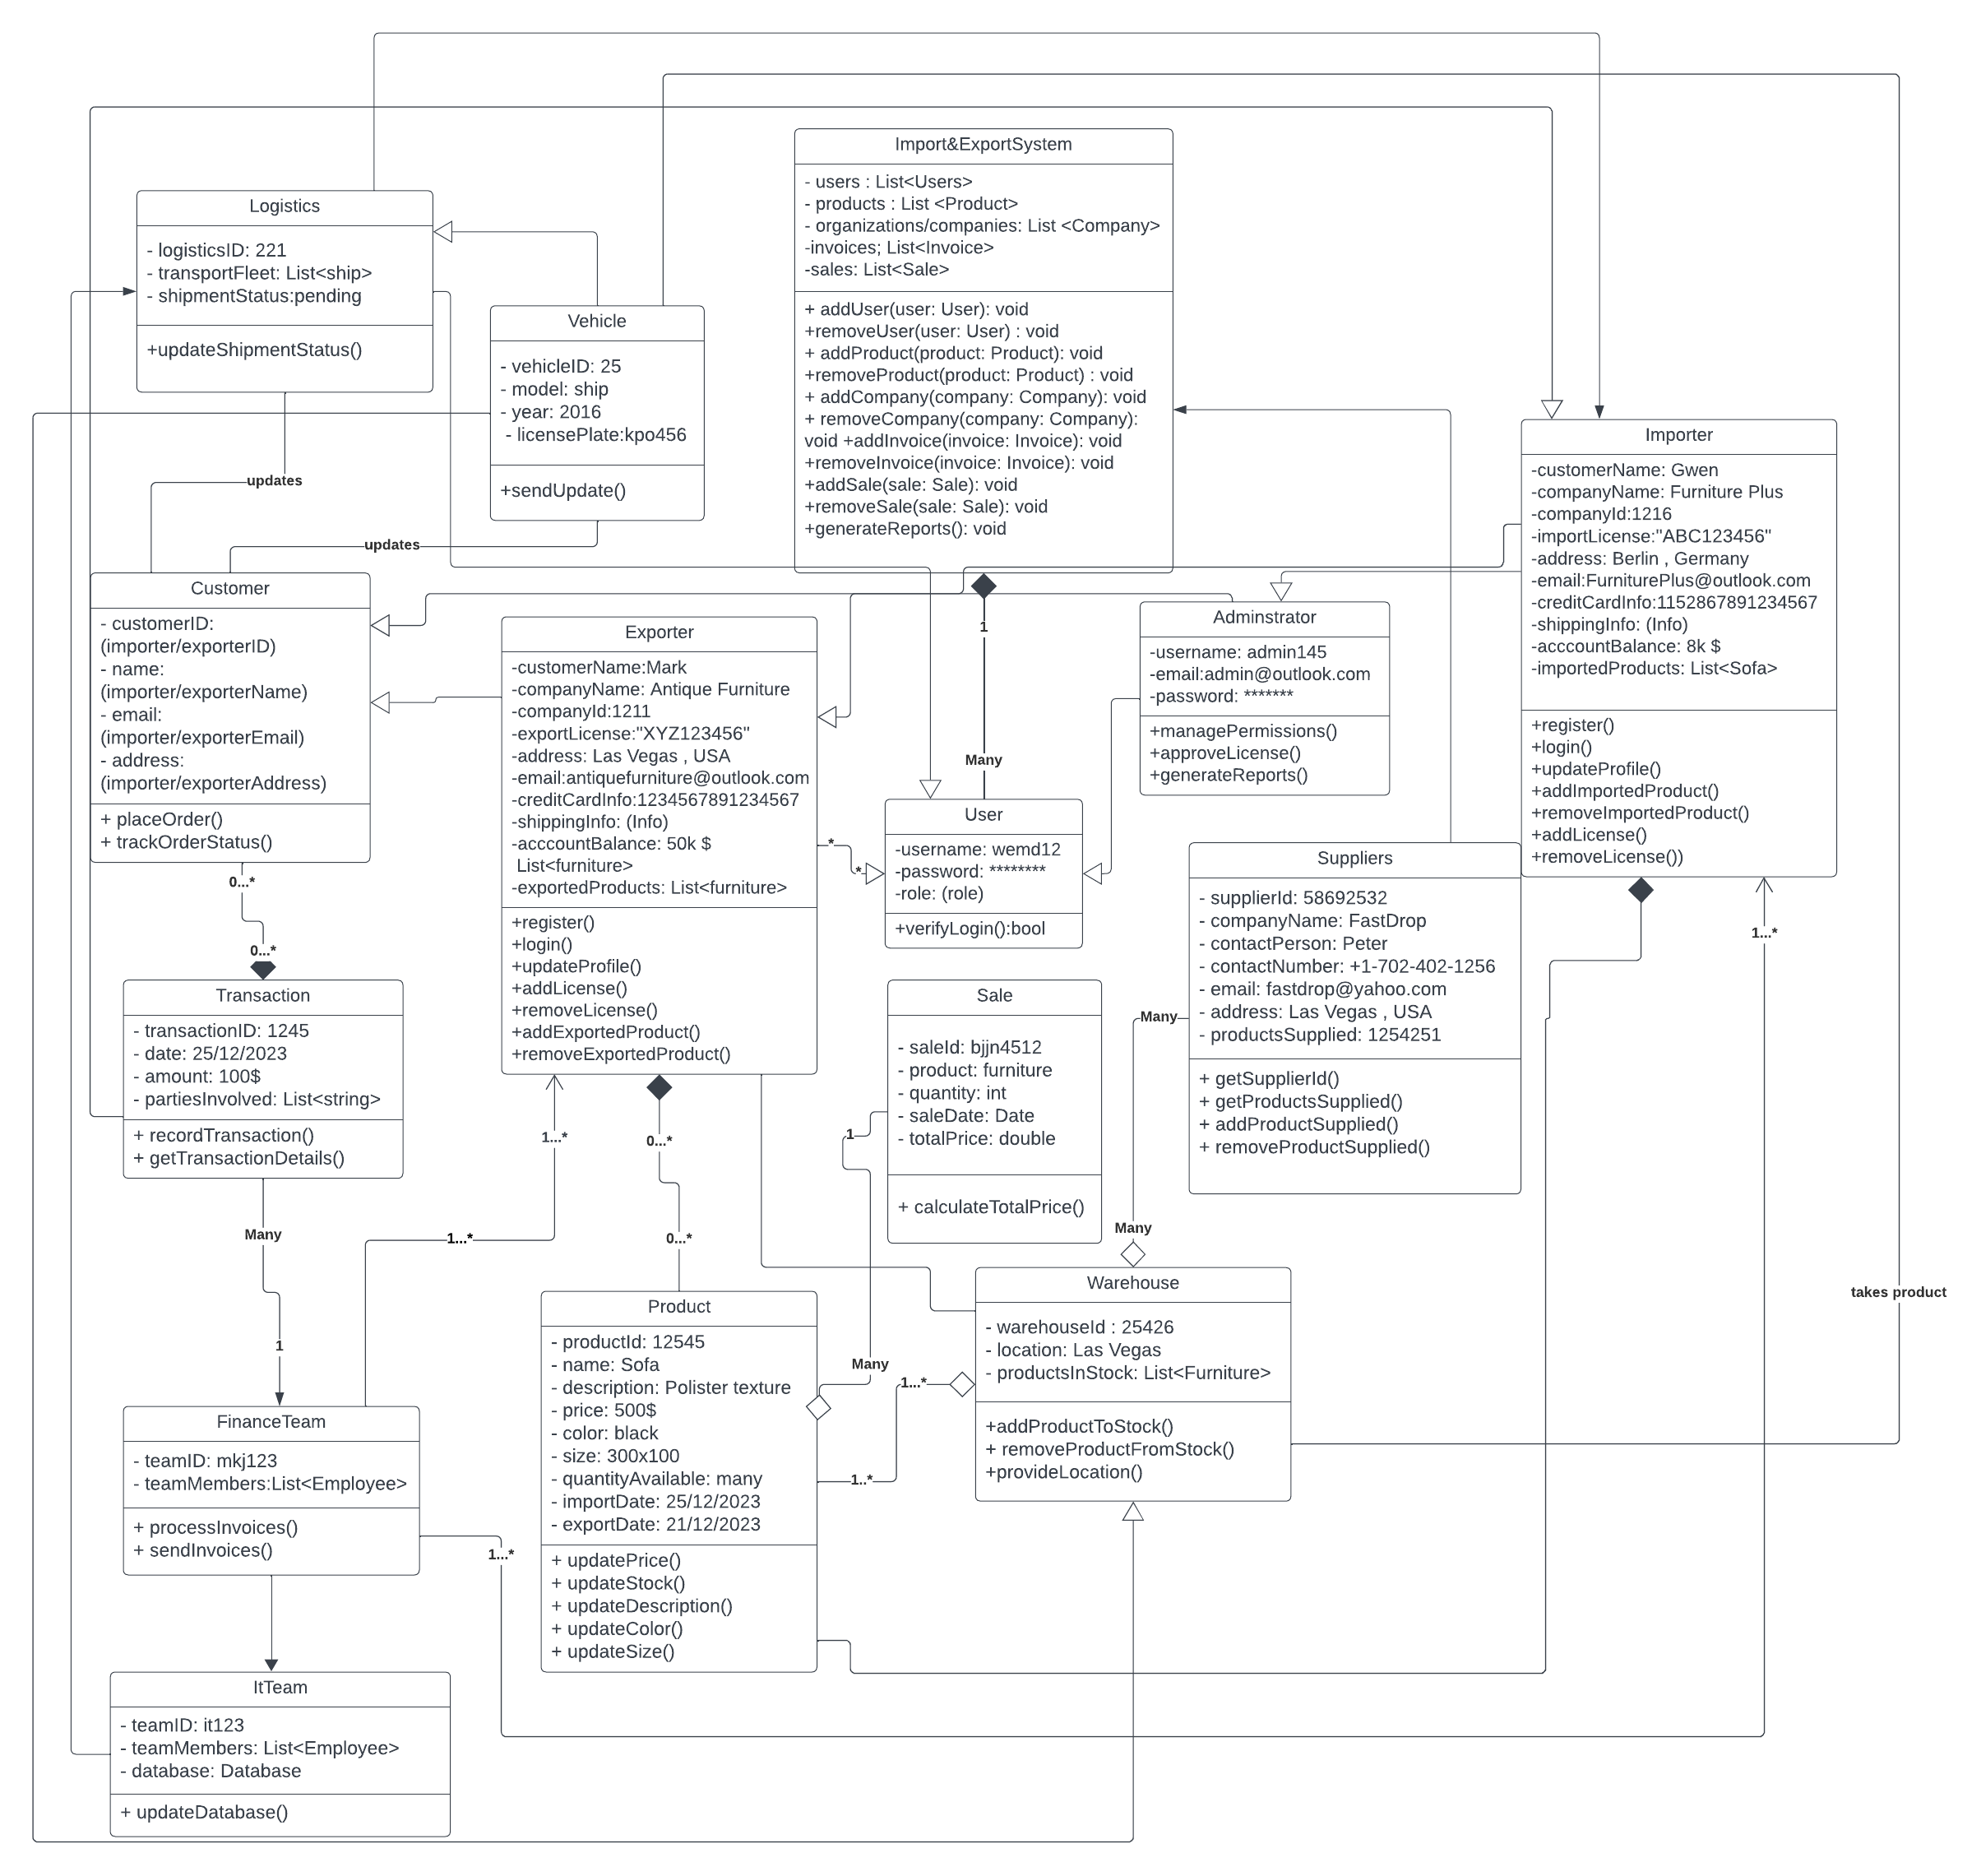 Import&ExportSystem
- users : List<Users>
- products : List <Product>
- organizations/companies: List <Company>
-invoices; List<Invoice>
-sales: List<Sale>
+ addUser(user: User): void
+removeUser(user: User) : void
+ addProduct(product: Product): void
+removeProduct(product: Product) : void
+ addCompany(company: Company): void
+ removeCompany(company: Company):
void +addInvoice(invoice: Invoice): void
+removeInvoice(invoice: Invoice): void
+addSale(sale: Sale): void
+removeSale(sale: Sale): void
+generateReports(): void
Logistics
- logisticsID: 221
- transportFleet: List<ship>
- shipmentStatus:pending
+updateShipmentStatus()
Vehicle
- vehicleID: 25
- model: ship
- year: 2016
- licensePlate:kpo456
+sendUpdate()
updates
updates
Importer
-customerName: Gwen
-companyName: Furniture Plus
-companyId:1216
-importLicense:"ABC123456"
-address: Berlin , Germany
-email:FurniturePlus@outlook.com
-creditCardInfo:1152867891234567
-shippingInfo: (Info)
-acccountBalance: 8k $
-importedProducts: List<Sofa>
+register()
+login()
+updateProfile()
+addImportedProduct()
+removeImportedProduct()
+addLicense()
+removeLicense())
Customer
- customerID:
(importer/exporterID)
- name:
(importer/exporterName)
- email:
(importer/exporterEmail)
- address:
(importer/exporterAddress)
+ placeOrder()
+ trackOrderStatus()
Exporter
-customerName:Mark
-companyName: Antique Furniture
-companyId:1211
-exportLicense:"XYZ123456"
-address: Las Vegas , USA
-email:antiquefurniture@outlook.com
-creditCardInfo:1234567891234567
-shippingInfo: (Info)
-acccountBalance: 50k $
List<furniture>
-exportedProducts: List<furniture>
+register()
+login()
+updateProfile()
+addLicense()
+removeLicense()
+addExportedProduct()
+removeExportedProduct()
1
Many
Adminstrator
-username: admin145
-email:admin@outlook.com
-password: *******
+managePermissions()
+approveLicense()
+generateReports()
*
*
User
-username: wemd12
-password: ********
-role: (role)
+verifyLogin():bool
Suppliers
- supplierId: 58692532
- companyName: FastDrop
- contactPerson: Peter
- contactNumber: +1-702-402-1256
- email: fastdrop@yahoo.com
- address: Las Vegas , USA
- productsSupplied: 1254251
+ getSupplierId()
+ getProductsSupplied()
+ addProductSupplied()
+ removeProductSupplied()
0...*
0...*
1...*
Transaction
- transactionID: 1245
- date: 25/12/2023
- amount: 100$
- partiesInvolved: List<string>
+ recordTransaction()
+ getTransactionDetails()
Sale
- saleId: bjjn4512
- product: furniture
- quantity: int
- saleDate: Date
- totalPrice: double
+ calculateTotalPrice()
Many
Many
1
1...*
0...*
Many
1...*
0...*
1
Warehouse
- warehouseId : 25426
- location: Las Vegas
- productsInStock: List<Furniture>
+addProductToStock()
+ removeProductFromStock()
+provideLocation()
takes product
Product
- productId: 12545
- name: Sofa
- description: Polister texture
- price: 500$
- color: black
- size: 300x100
- quantityAvailable: many
- importDate: 25/12/2023
- exportDate: 21/12/2023
+ updatePrice()
+ updateStock()
+ updateDescription()
+ updateColor()
+ updateSize()
Many
1...*
1..*
FinanceTeam
- teamID: mkj123
- teamMembers:List<Employee>
+ processInvoices()
+ sendInvoices()
1...*
ItTeam
- teamID: it123
- teamMembers: List<Employee>
- database: Database
+ updateDatabase()